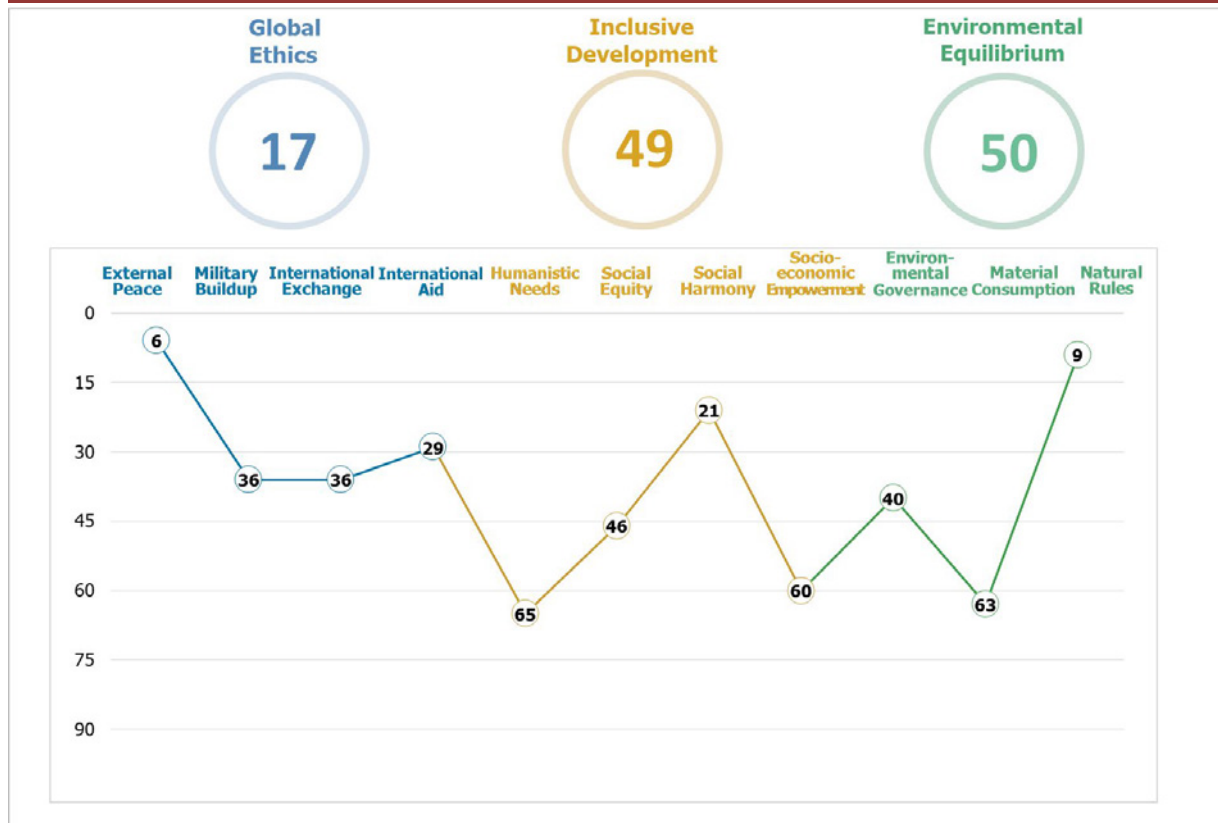 Global
Ethics
Inclusive
Development
Environmental
Equilibrium
17
49
50
External
Peace
Military
Buildup
International
Exchange
International
Aid
Humanistic
Needs
Social
Equity
Social
Harmony
Socio-
economic
Empowerment
Environ-
mental
Governance
Material
Consumption
Natural
Rules
0
15
30
45
60
75
90
6
36
36
29
65
46
21
60
40
63
9